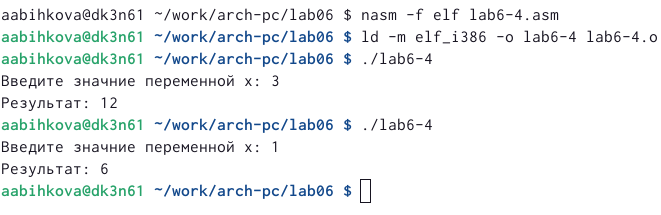 aabihkova@dk3n61 ~/work/arch-pc/lab06 $ nasm -f elf lab6-4.asm
aabihkova@dk3n61 ~/work/arch-pc/lab06 $ ld -m elf_i386 -o lab6-4 lab6-4.o
aabihkova@dk3n61 ~/work/arch-pc/lab06 $ ./lab6-4
Введите значние переменной x: 3
Результат: 12
aabihkova@dk3n61 ~/work/arch-pc/lab06 $ ./lab6-4
Введите значние переменной x: 1
Результат: 6
aabihkova@dk3n61 ~/work/arch-pc/lab06 $